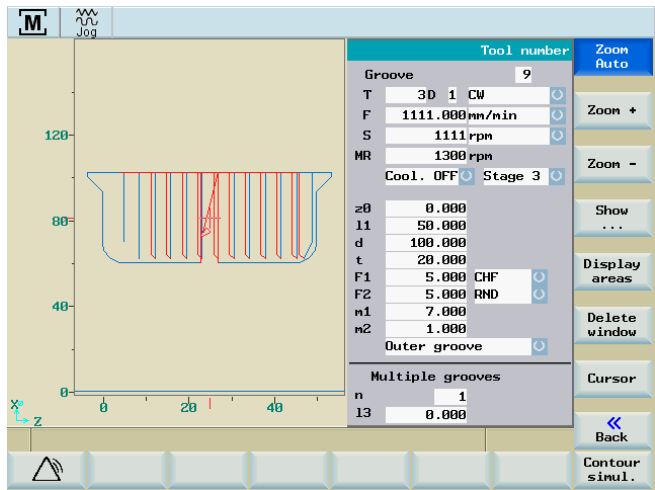 M
Jog
Tool number
Groove 9
T 3 D 1 CW
F 1111.000 mm/min
S 1111 rpm
MR 1300 rpm
Cool. OFF Stage 3
z0 0.000
l1 50.000
d 100.000
t 20.000
F1 5.000 CHF
F2 5.000 RND
m1 7.000
m2 1.000
Outer groove
Multiple grooves
n 1
l3 0.000
120
80
40
0
0 20 40
X
Z
Zoom
Auto
Zoom +
Zoom -
Show
...
Display
areas
Delete
window
Cursor
Back
Contour
simul.